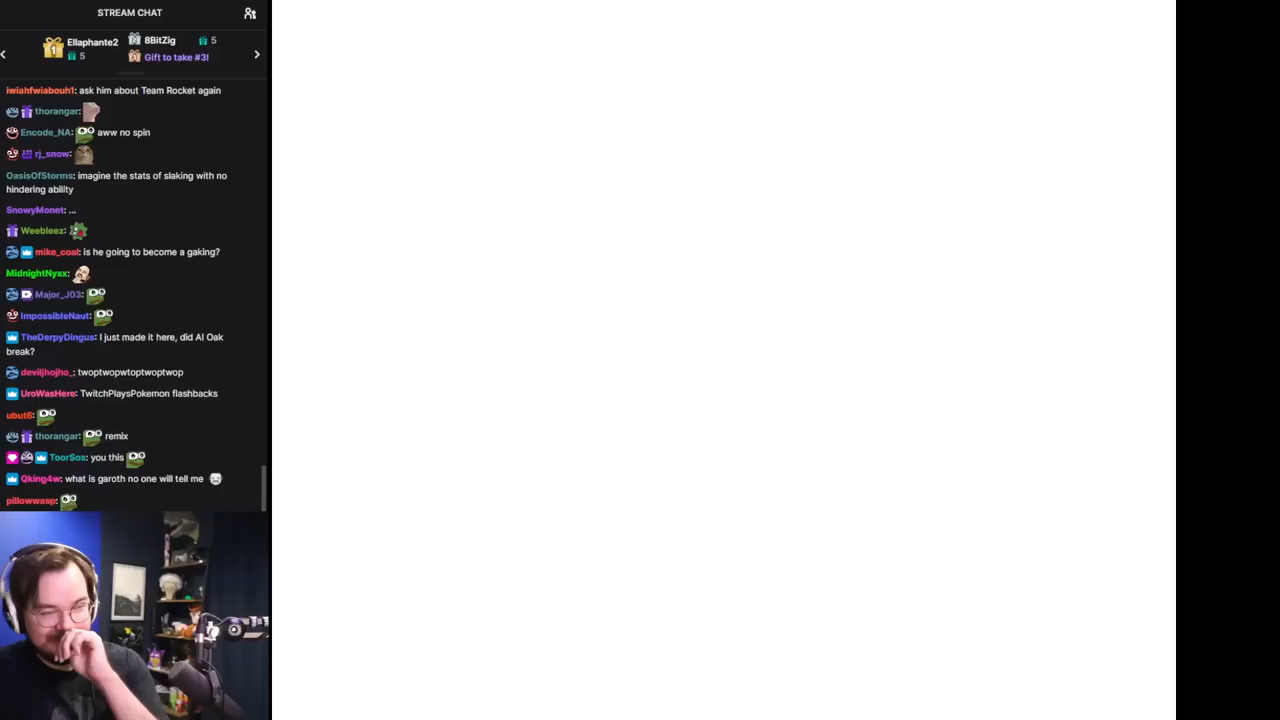 STREAM CHAT
Ellaphante2
5
8BitZig
5
Gift to take #3!
iwiahfwiabouh1: ask him about Team Rocket again
thorangar:
Encode_NA: aww no spin
rj_snow:
OasisOfStorms: imagine the stats of slaking with no
hindering ability
SnowyMonet: ...
Weebleez:
mike_coal: is he going to become a gaking?
MidnightNyxx:
Major_J03:
ImpossibleNaut:
TheDerpyDingus: I just made it here, did AI Oak
break?
deviljhojho_: twoptwopwtoptwoptwop
UroWasHere: TwitchPlaysPokemon flashbacks
ubut6:
thorangar: remix
ToorSos: you this
Qking4w: what is garoth no one will tell me
pillowwasp: